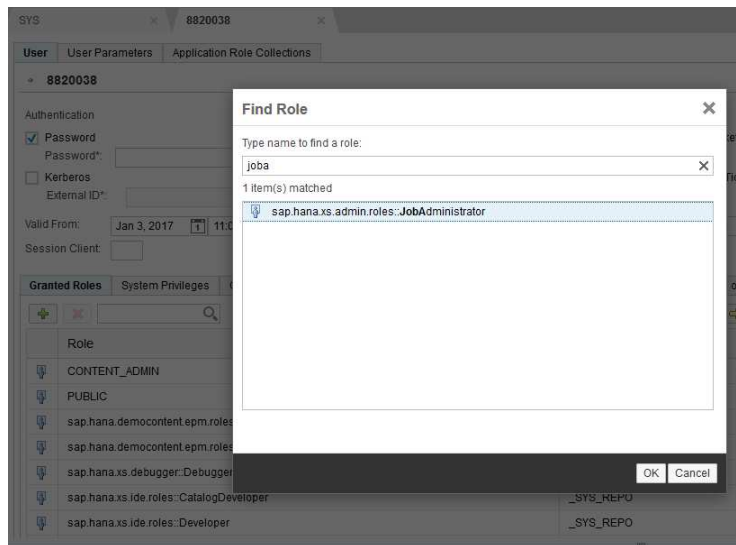 SYS
8820038
User User Parameters Application Role Collections
8820038
Authentication
Password
Password*:
Kerberos
External ID*:
Valid From: Jan 3, 2017
Session Client:
Granted Roles System Privileges
Role
CONTENT_ADMIN
PUBLIC
sap.hana.democontent.epm.roles
sap.hana.democontent.epm.roles
sap.hana.xs.debugger::Debugger
sap.hana.xs.ide.roles::CatalogDeveloper _SYS_REPO
sap.hana.xs.ide.roles::Developer _SYS_REPO
Find Role
Type name to find a role:
joba
1 item(s) matched
sap.hana.xs.admin.roles::JobAdministrator
OK Cancel